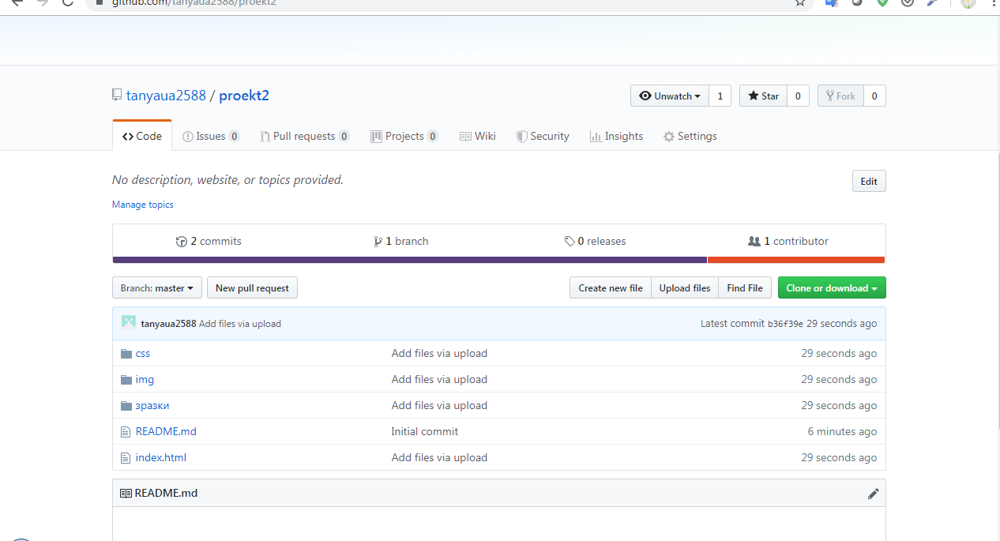 github.com/tanyaua2588/proekt2
tanyaua2588 / proekt2
Unwatch 1 Star 0 Fork 0
Code Issues 0 Pull requests 0 Projects 0 Wiki Security Insights Settings
No description, website, or topics provided. Edit
Manage topics
2 commits 1 branch 0 releases 1 contributor
Branch: master New pull request Create new file Upload files Find File Clone or download
tanyaua2588 Add files via upload Latest commit b36f39e 29 seconds ago
css Add files via upload 29 seconds ago
img Add files via upload 29 seconds ago
зразки Add files via upload 29 seconds ago
README.md Initial commit 6 minutes ago
index.html Add files via upload 29 seconds ago
README.md